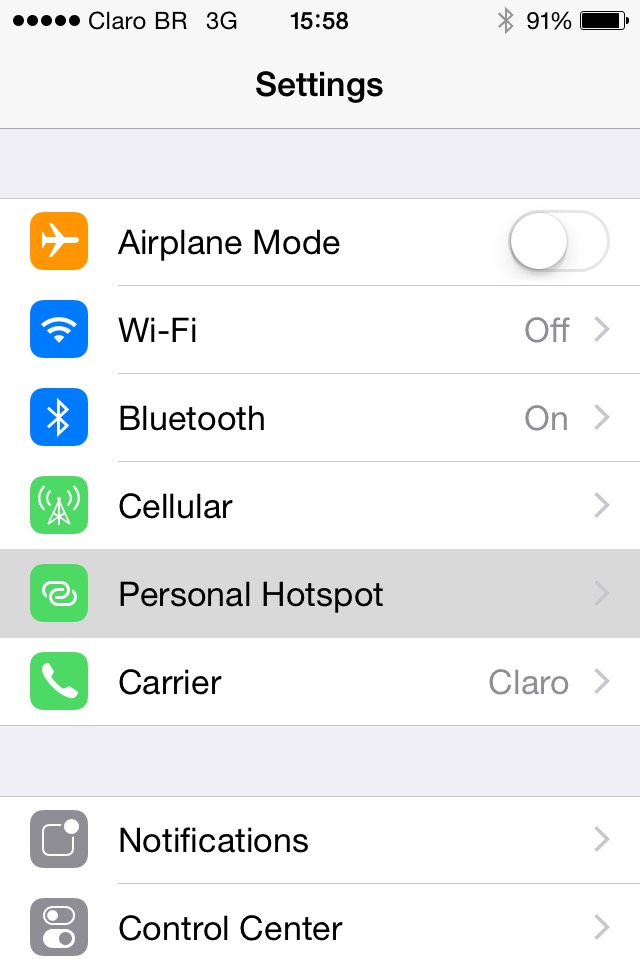 Claro BR 3G 15:58 91%
Settings
Airplane Mode
Wi-Fi Off
Bluetooth On
Cellular
Personal Hotspot
Carrier Claro
Notifications
Control Center